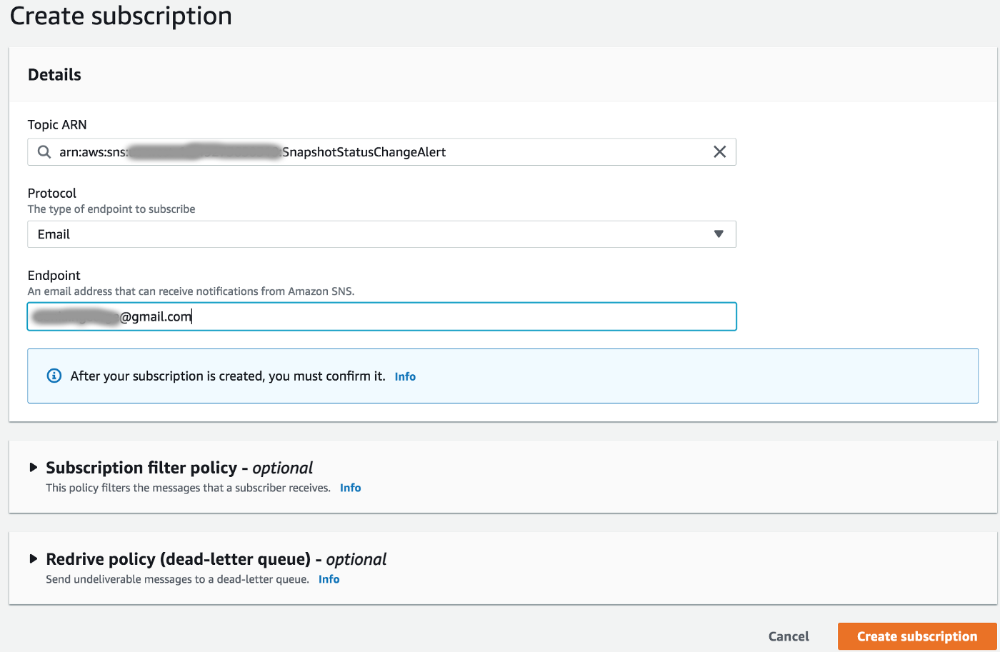 Create subscription
Details
Topic ARN
arn:aws:sns: SnapshotStatusChangeAlert
Protocol
The type of endpoint to subscribe
Email
Endpoint
An email address that can receive notifications from Amazon SNS.
@gmail.com
After your subscription is created, you must confirm it. Info
Subscription filter policy - optional
This policy filters the messages that a subscriber receives. Info
Redrive policy (dead-letter queue) - optional
Send undeliverable messages to a dead-letter queue. Info
Cancel Create subscription